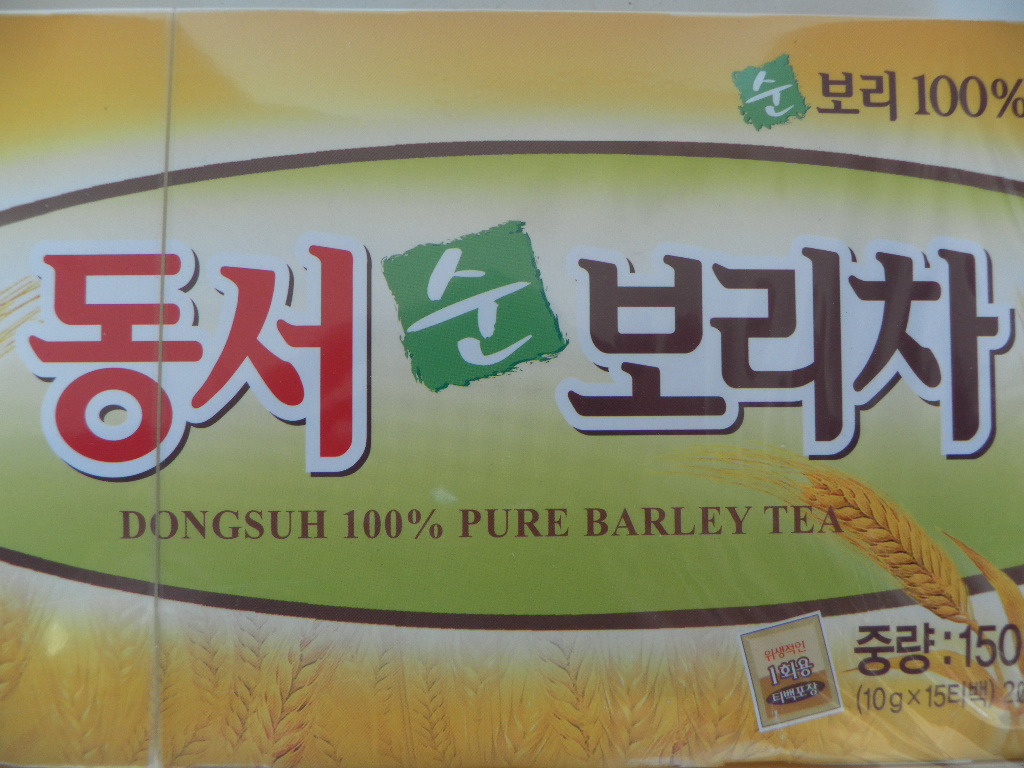 순 보리 100%
동서 순 보리차
DONGSUH 100% PURE BARLEY TEA
위생적인
1회용
티백포장
중량:150
(10g×15티백)